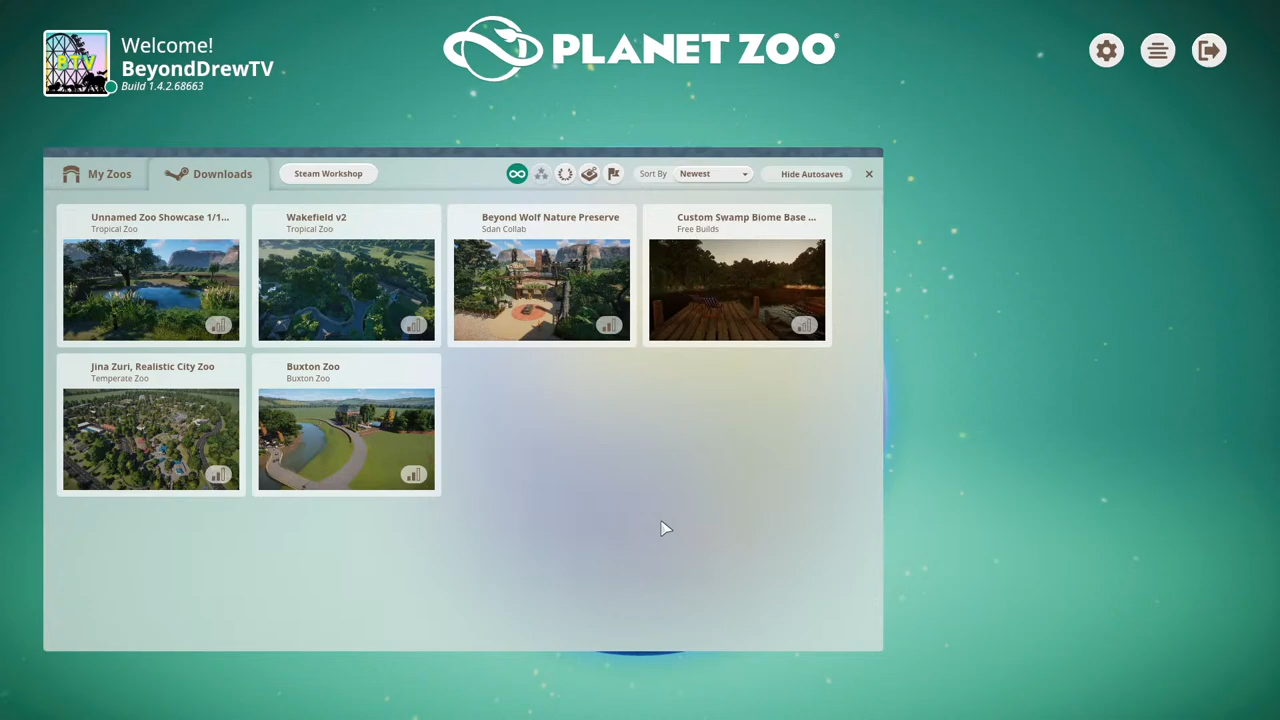 Welcome!
BeyondDrewTV
Build 1.4.2.68663
PLANET ZOO
BTV
My Zoos
Downloads
Steam Workshop
Sort By
Newest
Hide Autosaves
Unnamed Zoo Showcase 1/1...
Tropical Zoo
Wakefield v2
Tropical Zoo
Beyond Wolf Nature Preserve
Sdan Collab
Custom Swamp Biome Base ...
Free Builds
Jina Zuri, Realistic City Zoo
Temperate Zoo
Buxton Zoo
Buxton Zoo